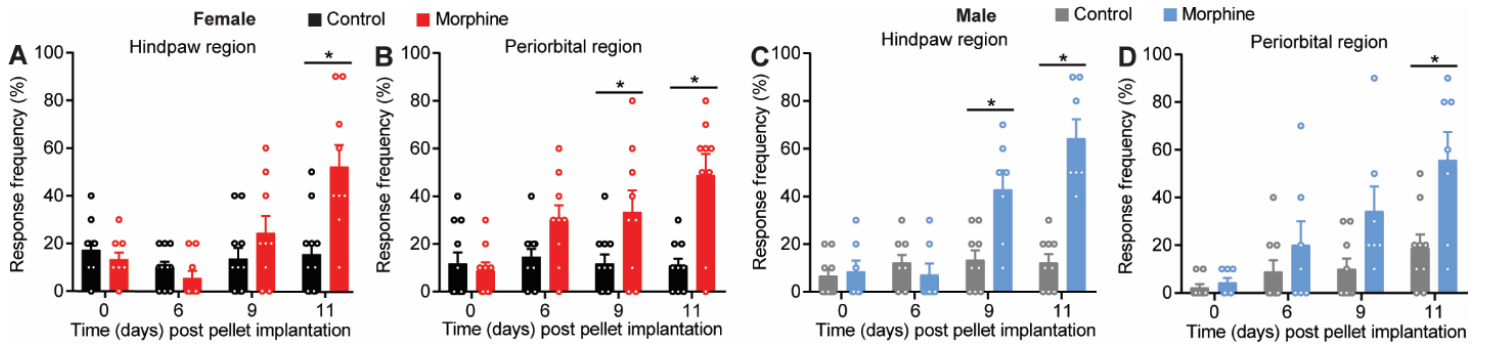 Female ■ Control ■ Morphine
Male ■ Control ■ Morphine
A
Hindpaw region
*
Response frequency (%)
100
80
60
40
20
0
0 6 9 11
Time (days) post pellet implantation
B
Periorbital region
* *
Response frequency (%)
100
80
60
40
20
0
0 6 9 11
Time (days) post pellet implantation
C
Hindpaw region
* *
Response frequency (%)
100
80
60
40
20
0
0 6 9 11
Time (days) post pellet implantation
D
Periorbital region
*
Response frequency (%)
100
80
60
40
20
0
0 6 9 11
Time (days) post pellet implantation